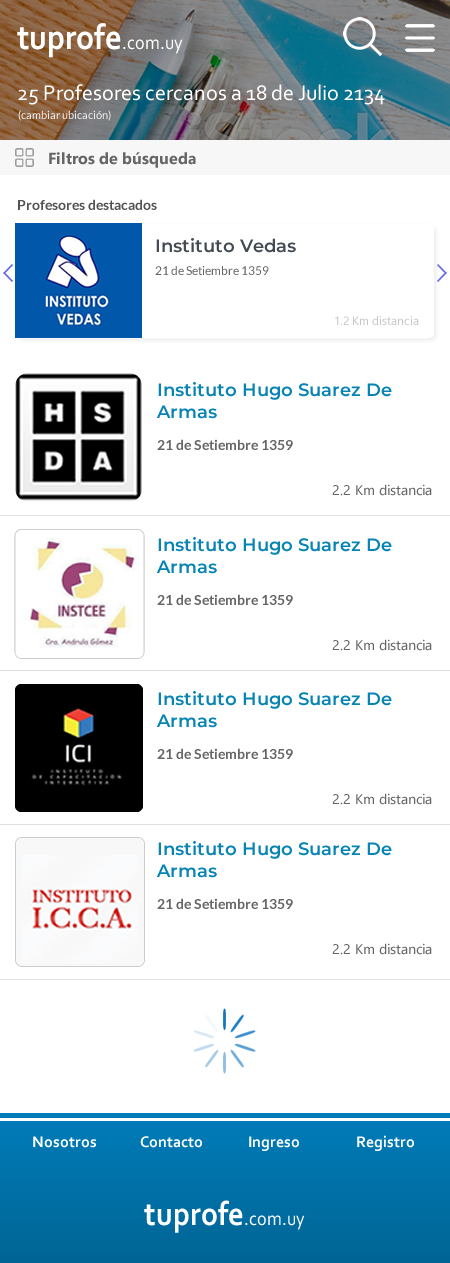 tuprofe.com.uy
25 Profesores cercanos a 18 de Julio 2134
(cambiar ubicación)
Filtros de búsqueda
Profesores destacados
Instituto Vedas
21 de Setiembre 1359
INSTITUTO
VEDAS
1.2 Km distancia
H S
D A
Instituto Hugo Suarez De
Armas
21 de Setiembre 1359
2.2 Km distancia
INSTCEE
Cra. Andrula Gómez
Instituto Hugo Suarez De
Armas
21 de Setiembre 1359
2.2 Km distancia
ICI
INSTITUTO
DE CAPACITACIÓN
INTERACTIVA
Instituto Hugo Suarez De
Armas
21 de Setiembre 1359
2.2 Km distancia
INSTITUTO
I.C.C.A.
Instituto Hugo Suarez De
Armas
21 de Setiembre 1359
2.2 Km distancia
Nosotros Contacto Ingreso Registro
tuprofe.com.uy